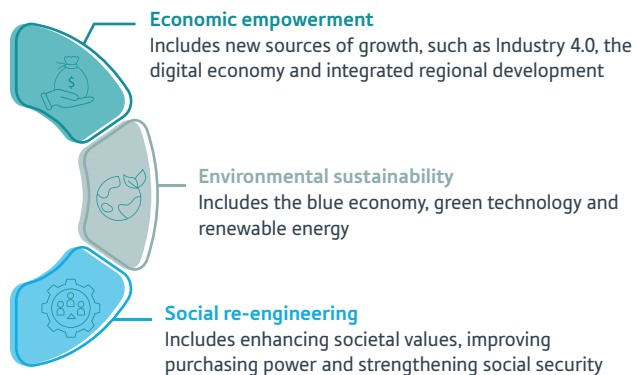 Economic empowerment
Includes new sources of growth, such as Industry 4.0, the
digital economy and integrated regional development
$
Environmental sustainability
Includes the blue economy, green technology and
renewable energy
Social re-engineering
Includes enhancing societal values, improving
purchasing power and strengthening social security